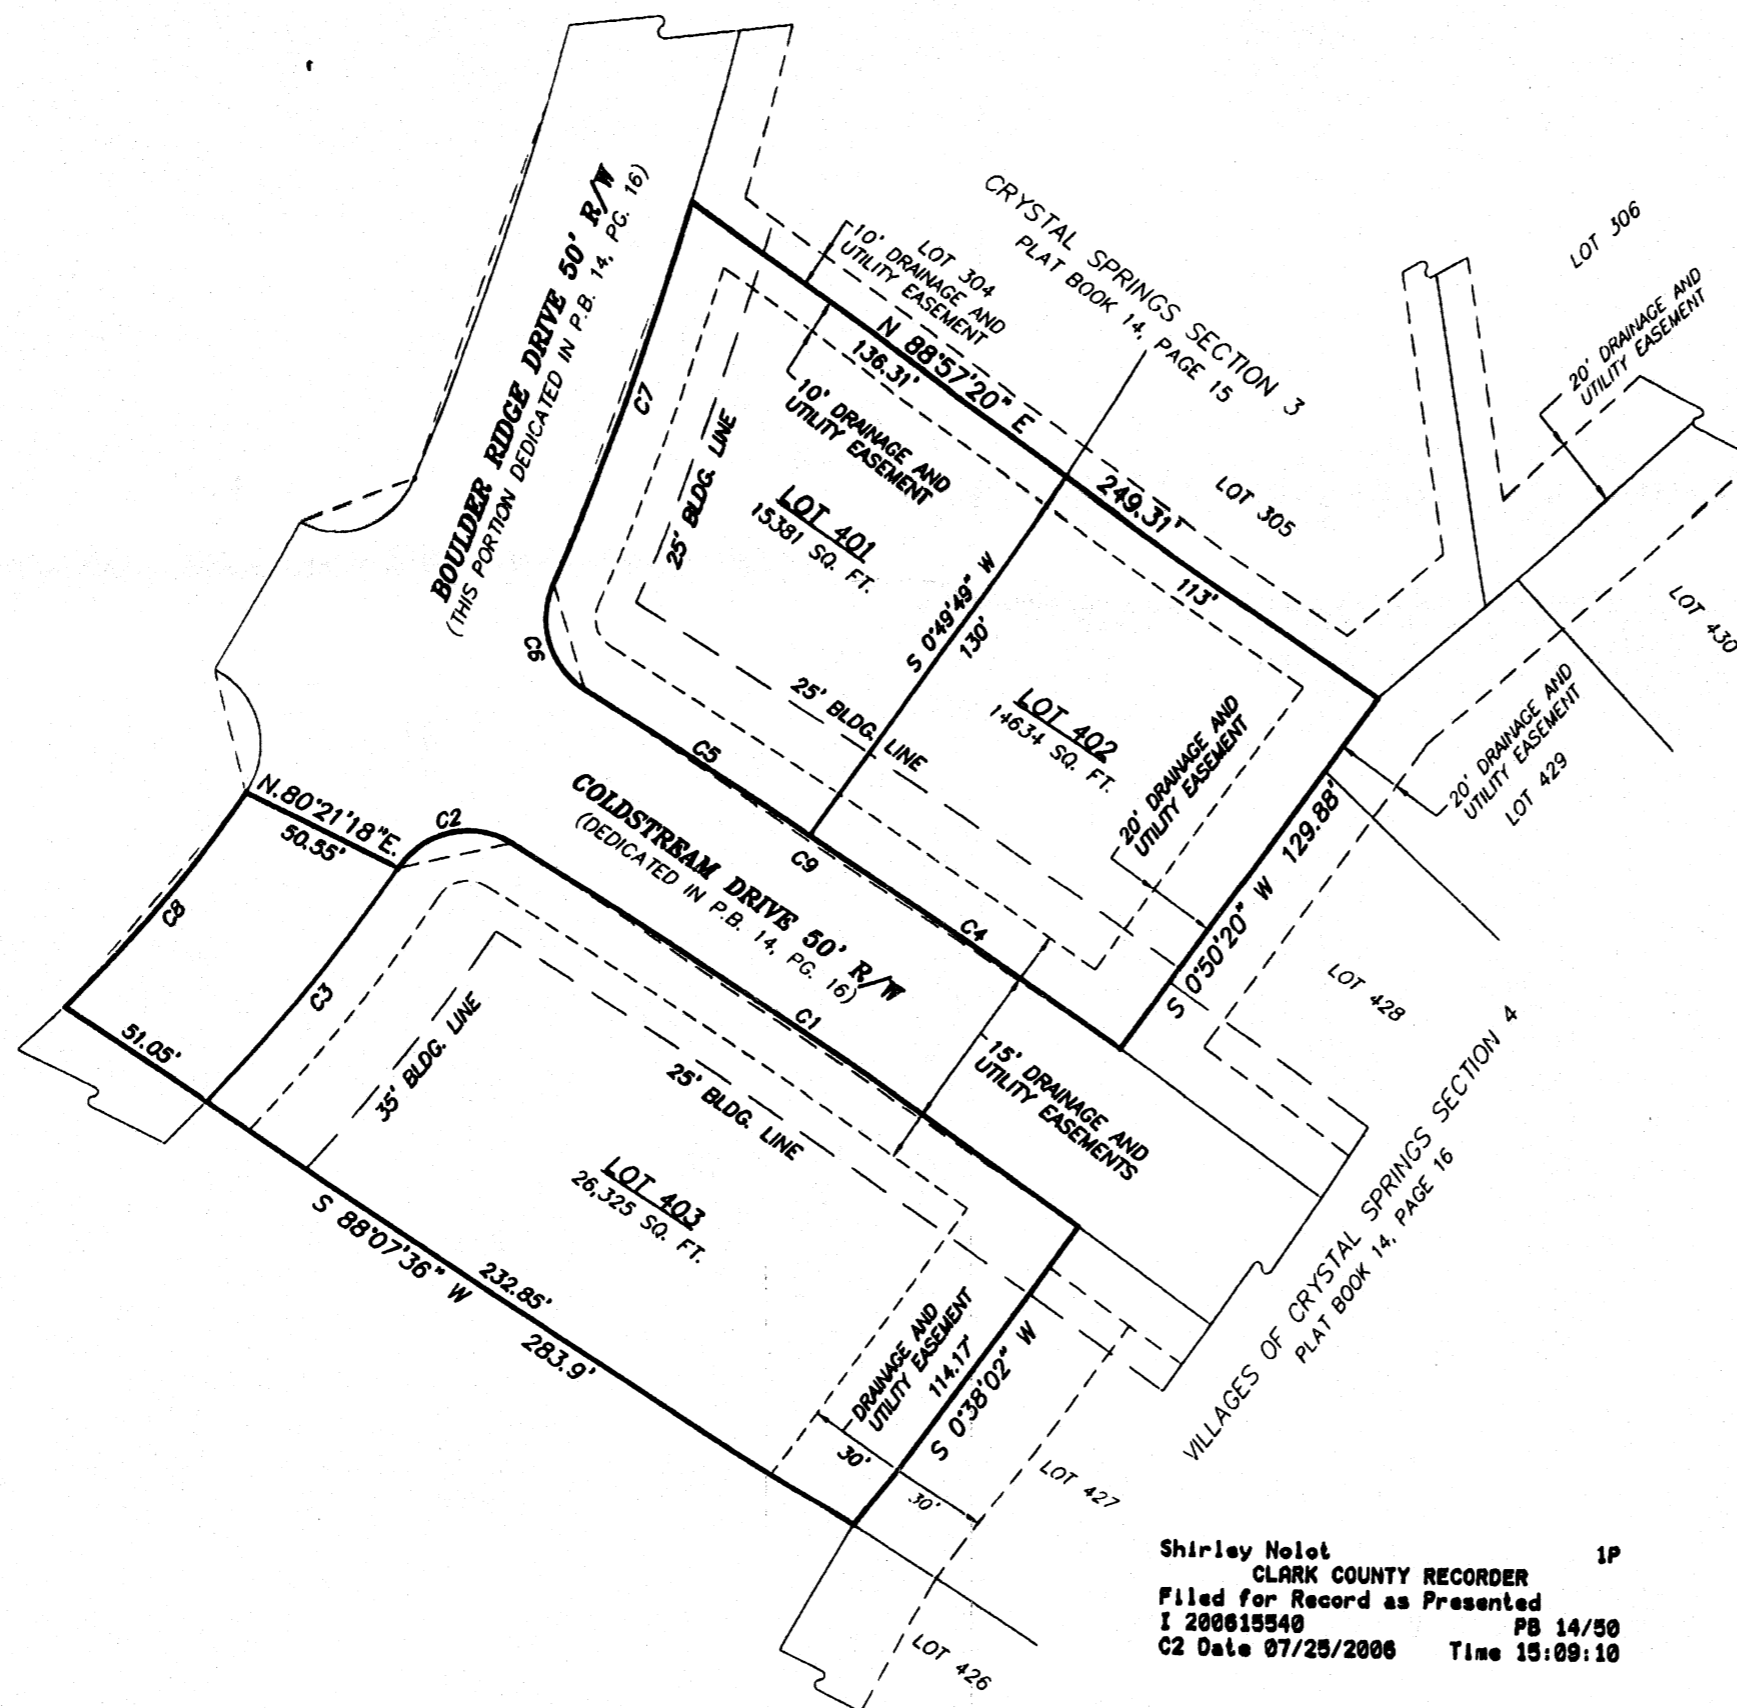 BOULDER RIDGE DRIVE 50' R/W
(THIS PORTION DEDICATED IN P.B. 14, PG. 16)
CRYSTAL SPRINGS SECTION 3
PLAT BOOK 14, PAGE 15
LOT 304
10' DRAINAGE AND
UTILITY EASEMENT
N 88°57'20" E
136.31'
249.31'
113'
LOT 305
LOT 306
20' DRAINAGE AND
UTILITY EASEMENT
LOT 430
10' DRAINAGE AND
UTILITY EASEMENT
25' BLDG. LINE
LOT 401
15381 SQ. FT.
C7
C6
S 0°49'49" W
130'
25' BLDG. LINE
LOT 402
14634 SQ. FT.
20' DRAINAGE AND
UTILITY EASEMENT
20' DRAINAGE AND
UTILITY EASEMENT
LOT 429
S 0°50'20" W 129.88'
LOT 428
C5
C9
C4
COLDSTREAM DRIVE 50' R/W
(DEDICATED IN P.B. 14, PG. 16)
N.80°21'18"E.
50.55'
C2
C8
C3
C1
51.05'
35' BLDG. LINE
25' BLDG. LINE
15' DRAINAGE AND
UTILITY EASEMENTS
LOT 403
26,325 SQ. FT.
S 88°07'36" W
232.85'
283.9'
DRAINAGE AND
UTILITY EASEMENT
114.17'
S 0°38'02" W
30'
30'
LOT 427
LOT 426
VILLAGES OF CRYSTAL SPRINGS SECTION 4
PLAT BOOK 14, PAGE 16
Shirley Nolot 1P
CLARK COUNTY RECORDER
Filed for Record as Presented
I 200615540 PB 14/50
C2 Date 07/25/2006 Time 15:09:10